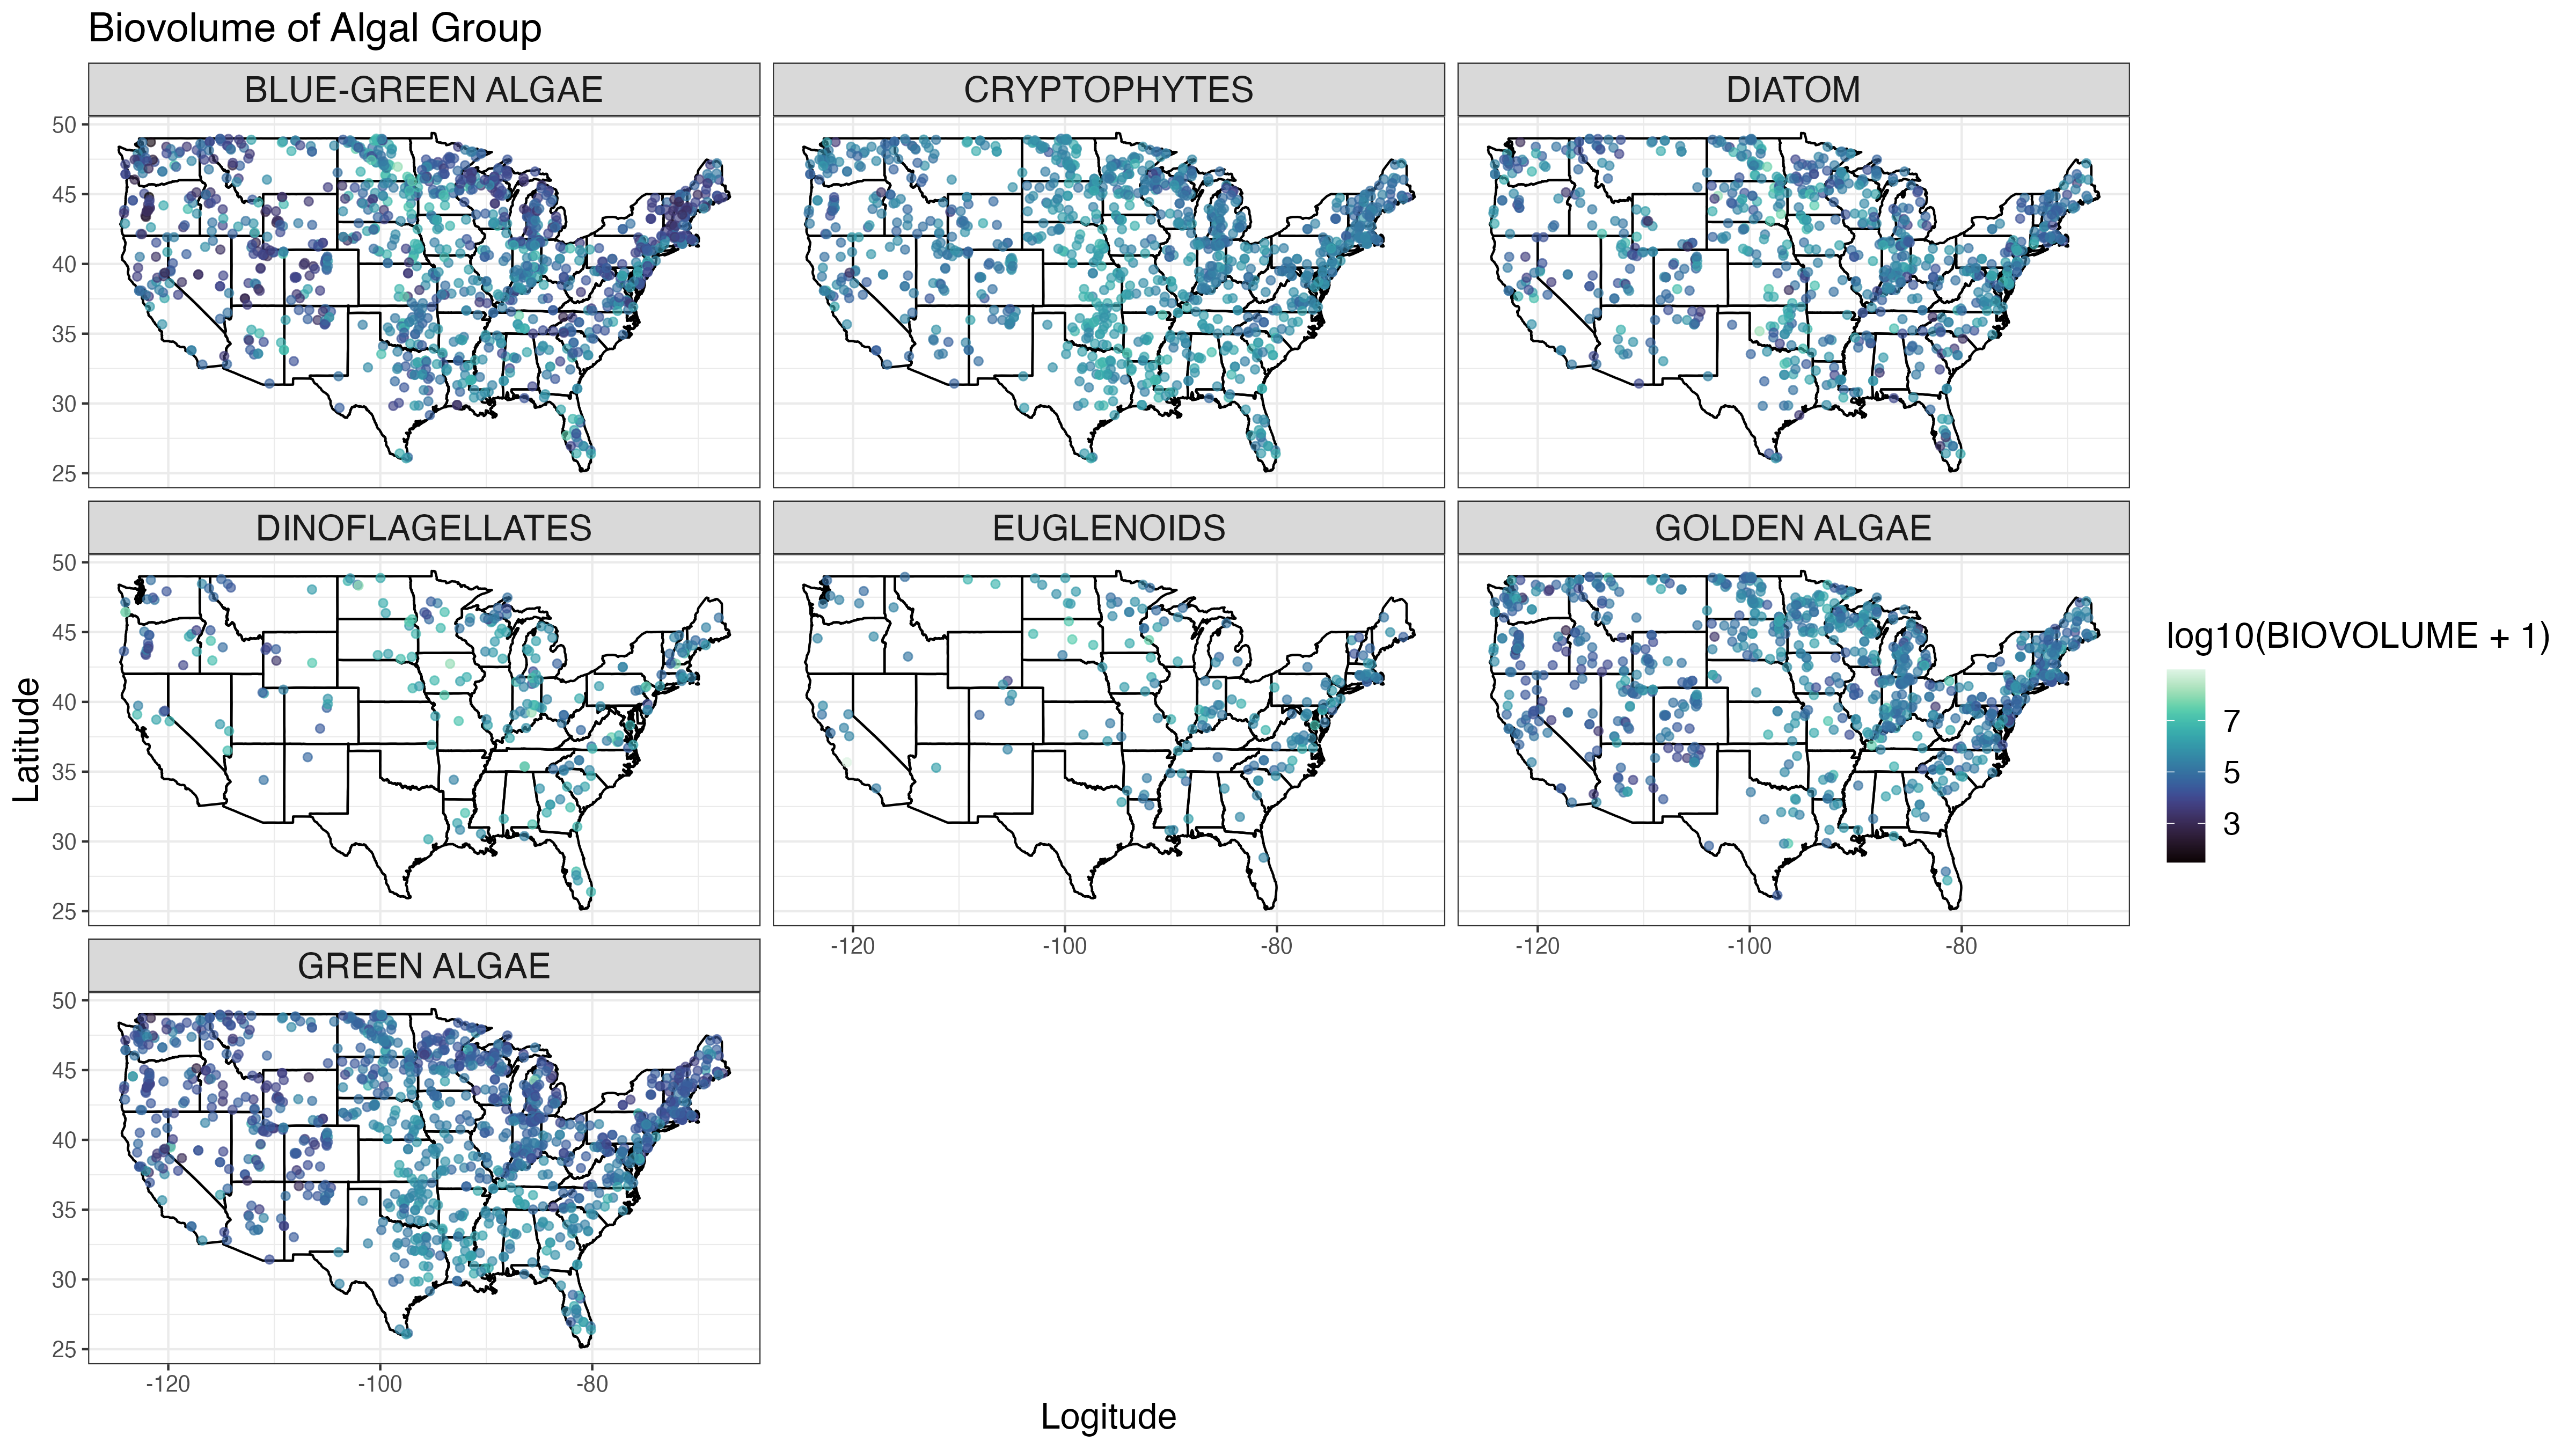 Biovolume of Algal Group
BLUE-GREEN ALGAE
CRYPTOPHYTES
DIATOM
50
45
40
35
30
25
DINOFLAGELLATES
EUGLENOIDS
GOLDEN ALGAE
50
45
40
35
30
25
-120
-100
-80
-120
-100
-80
GREEN ALGAE
50
45
40
35
30
25
-120
-100
-80
Latitude
Logitude
log10(BIOVOLUME + 1)
7
5
3